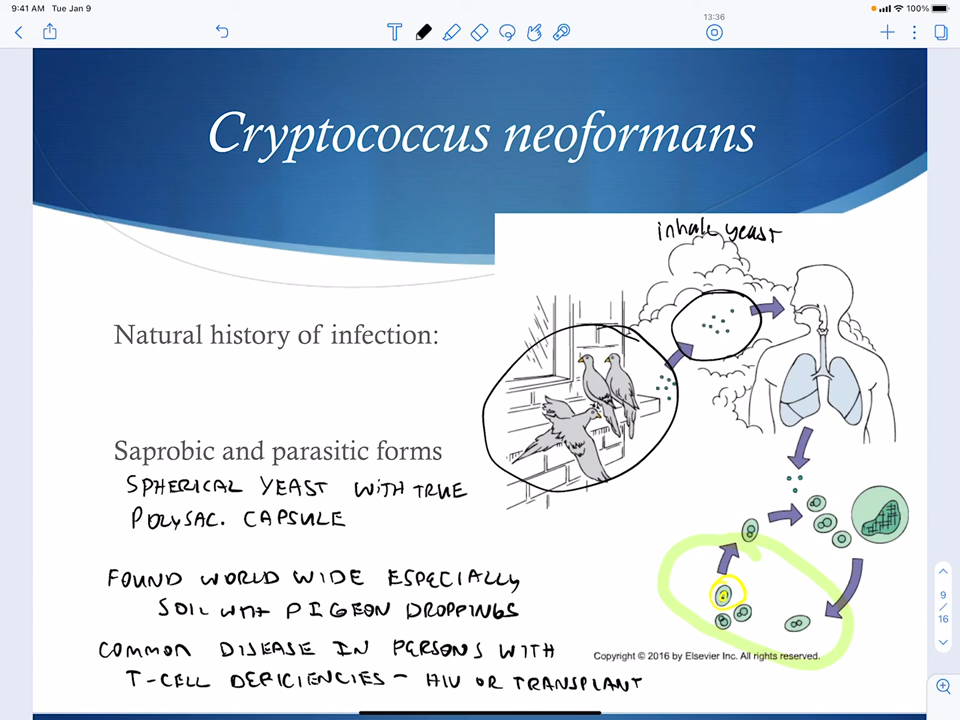 9:41 AM Tue Jan 9
100%
13:36
T
Cryptococcus neoformans
inhale yeast
Natural history of infection:
Saprobic and parasitic forms
SPHERICAL YEAST WITH TRUE
POLYSAC. CAPSULE
FOUND WORLD WIDE ESPECIALLY
SOIL WITH PIGEON DROPPINGS
COMMON DISEASE IN PERSONS WITH
T-CELL DEFICIENCIES - HIV OR TRANSPLANT
Copyright © 2016 by Elsevier Inc. All rights reserved.
9
/
16